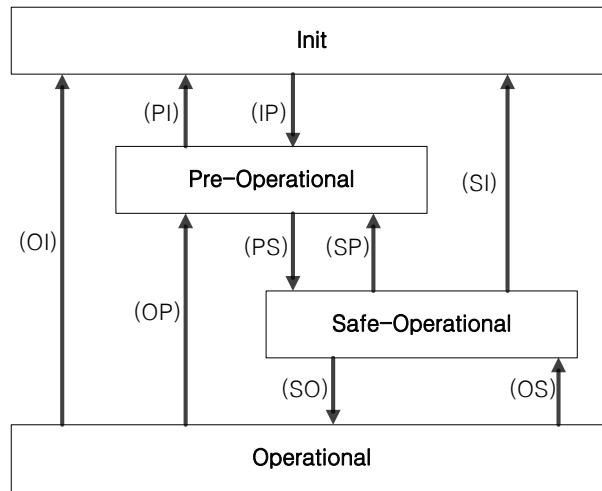 Init
(PI)
(IP)
Pre-Operational
(SI)
(OI)
(PS)
(SP)
(OP)
Safe-Operational
(SO)
(OS)
Operational